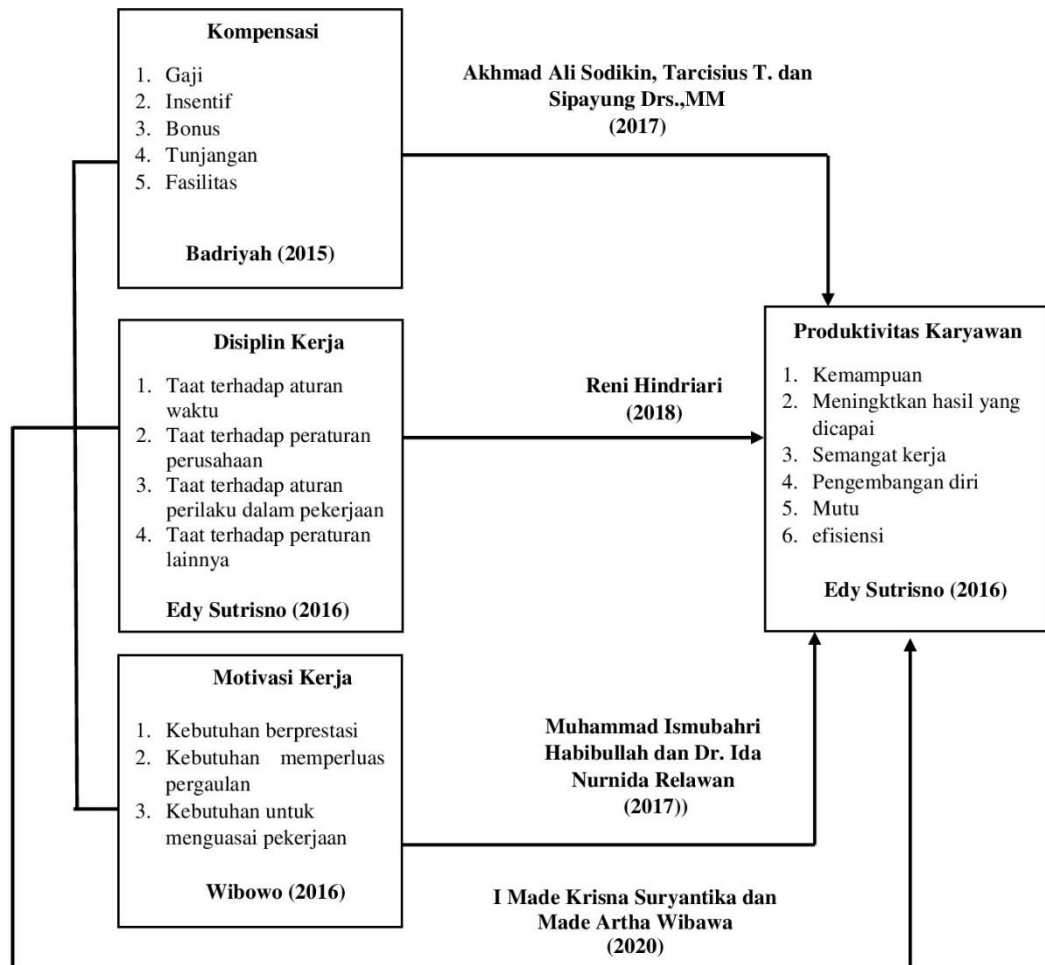 Kompensasi
1. Gaji
2. Insentif
3. Bonus
4. Tunjangan
5. Fasilitas
Badriyah (2015)
Akhmad Ali Sodikin, Tarcisius T. dan
Sipayung Drs.,MM
(2017)
Disiplin Kerja
1. Taat terhadap aturan
waktu
2. Taat terhadap peraturan
perusahaan
3. Taat terhadap aturan
perilaku dalam pekerjaan
4. Taat terhadap peraturan
lainnya
Edy Sutrisno (2016)
Reni Hindriari
(2018)
Produktivitas Karyawan
1. Kemampuan
2. Meningktkan hasil yang
dicapai
3. Semangat kerja
4. Pengembangan diri
5. Mutu
6. efisiensi
Edy Sutrisno (2016)
Motivasi Kerja
1. Kebutuhan berprestasi
2. Kebutuhan memperluas
pergaulan
3. Kebutuhan untuk
menguasai pekerjaan
Wibowo (2016)
Muhammad Ismubahri
Habibullah dan Dr. Ida
Nurnida Relawan
(2017))
I Made Krisna Suryantika dan
Made Artha Wibawa
(2020)